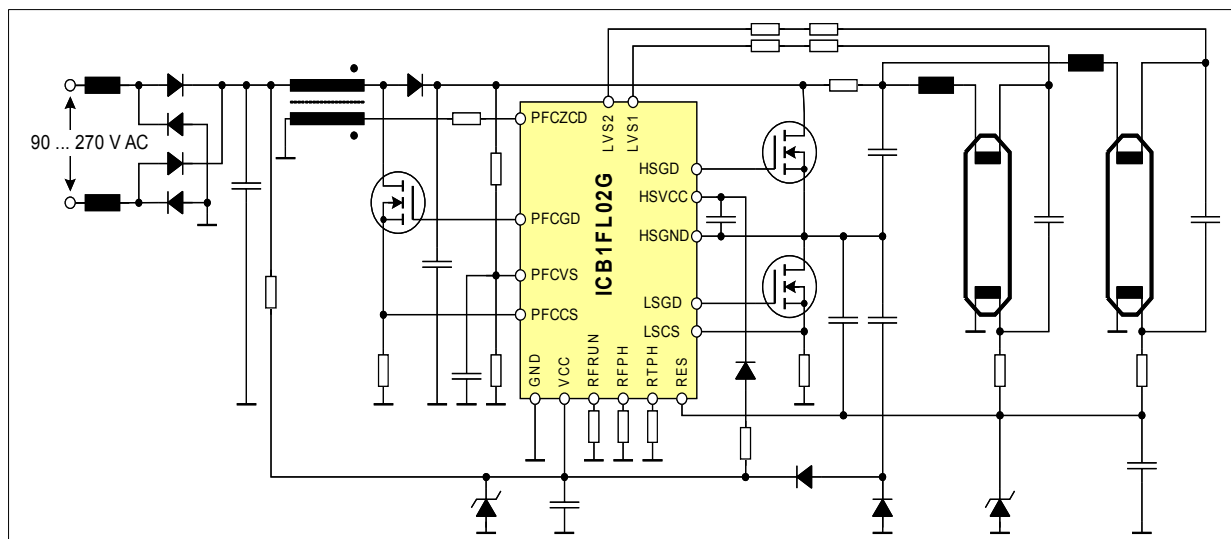 90 ... 270 V AC
LVS2
LVS1
PFCZCD
HSGD
HSVCC
PFCGD
HSGND
ICB1FL02G
PFCVS
LSGD
PFCCS
LSCS
GND
VCC
RFRUN
RFPH
RTPH
RES